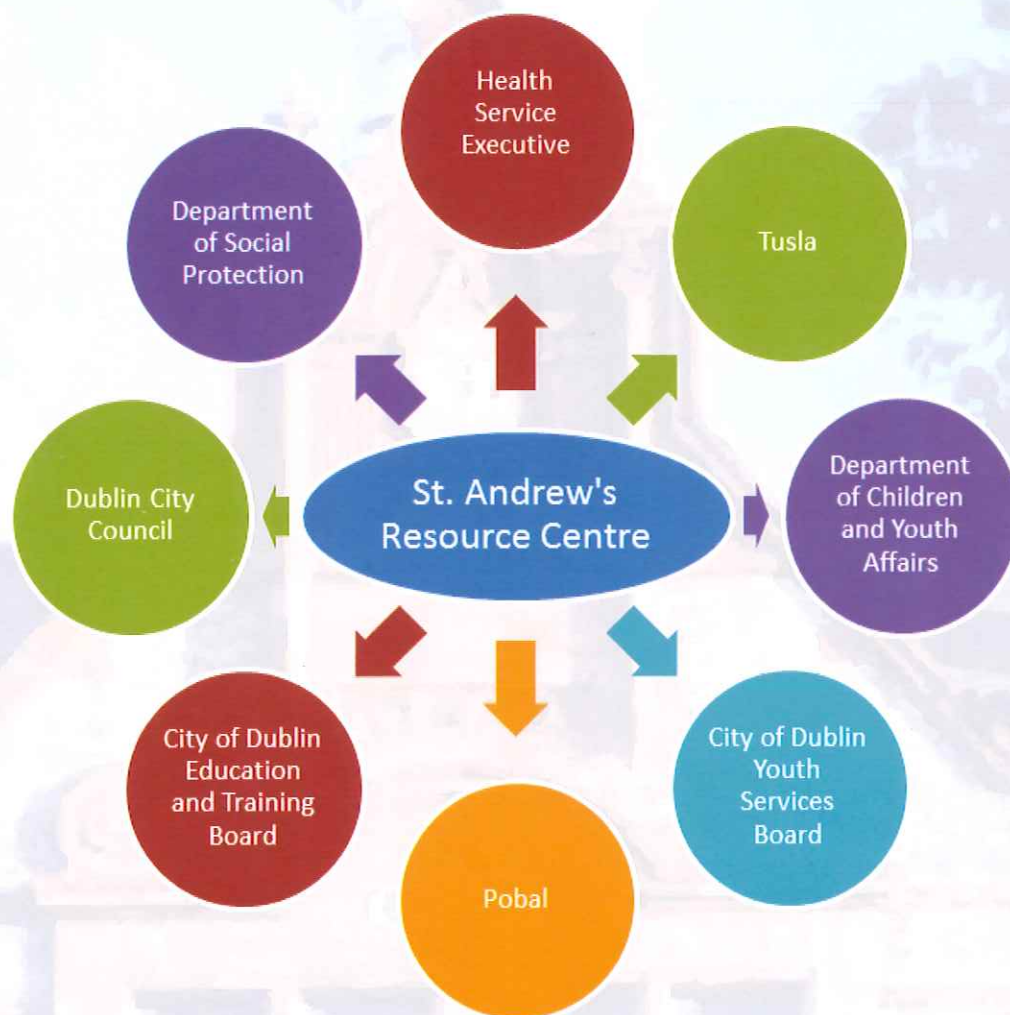 Health
Service
Executive
Tusla
Department
of Children
and Youth
Affairs
City of Dublin
Youth
Services
Board
Pobal
City of Dublin
Education
and Training
Board
Dublin City
Council
Department
of Social
Protection
St. Andrew's
Resource Centre